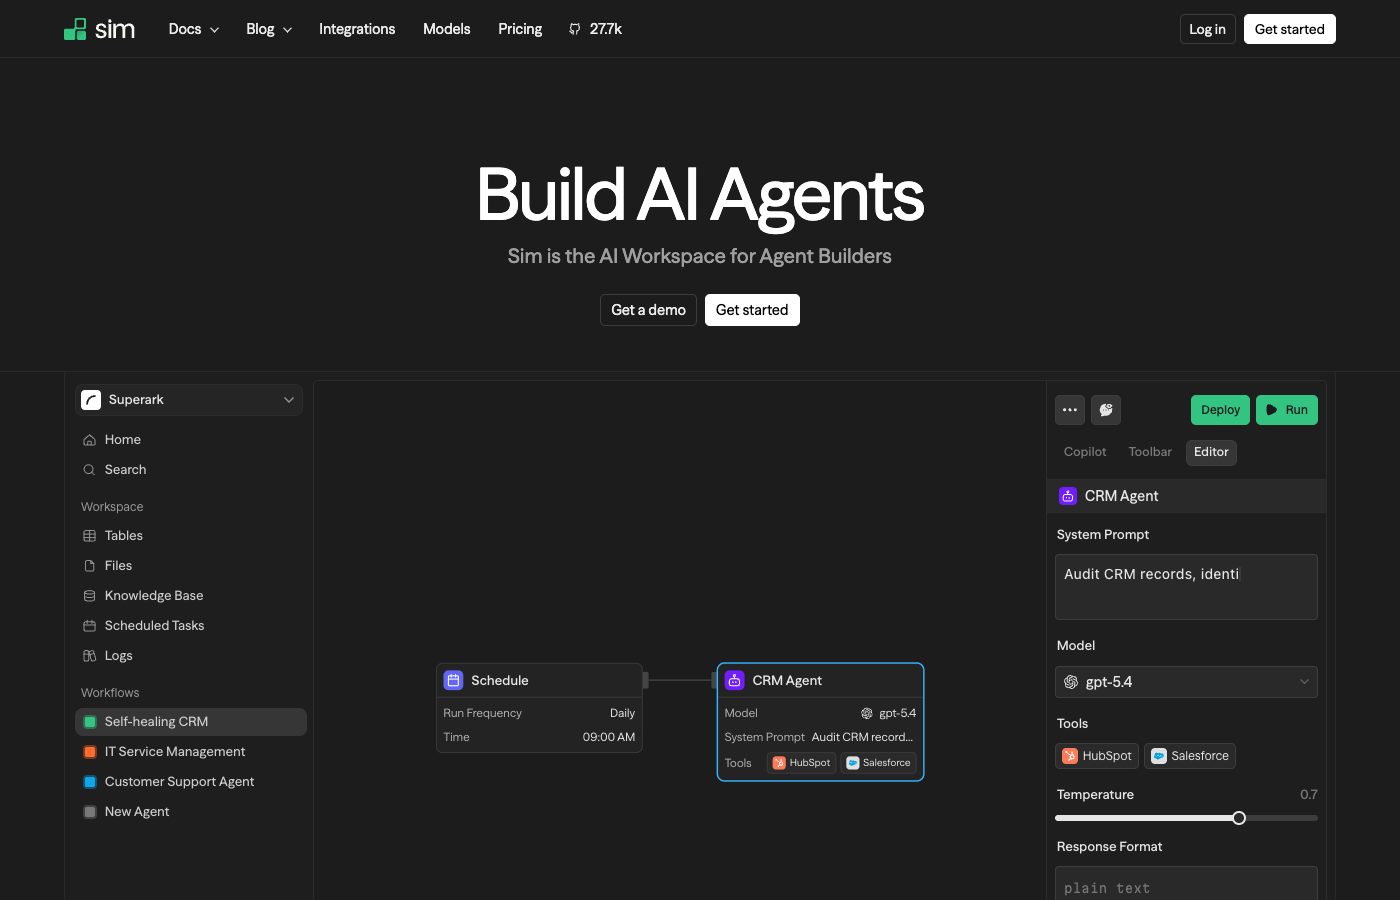 sim Docs Blog Integrations Models Pricing 27.7k Log in Get started
Build AI Agents
Sim is the AI Workspace for Agent Builders
Get a demo Get started
Superark
Home
Search
Workspace
Tables
Files
Knowledge Base
Scheduled Tasks
Logs
Workflows
Self-healing CRM
IT Service Management
Customer Support Agent
New Agent
Schedule
Run Frequency Daily
Time 09:00 AM
CRM Agent
Model gpt-5.4
System Prompt Audit CRM record...
Tools HubSpot Salesforce
Deploy Run
Copilot Toolbar Editor
CRM Agent
System Prompt
Audit CRM records, identi
Model
gpt-5.4
Tools
HubSpot Salesforce
Temperature 0.7
Response Format
plain text